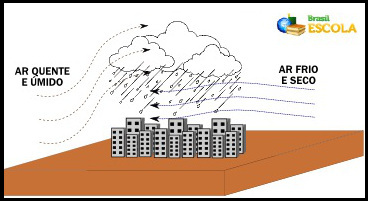 Brasil
ESCOLA
AR QUENTE
E ÚMIDO
AR FRIO
E SECO